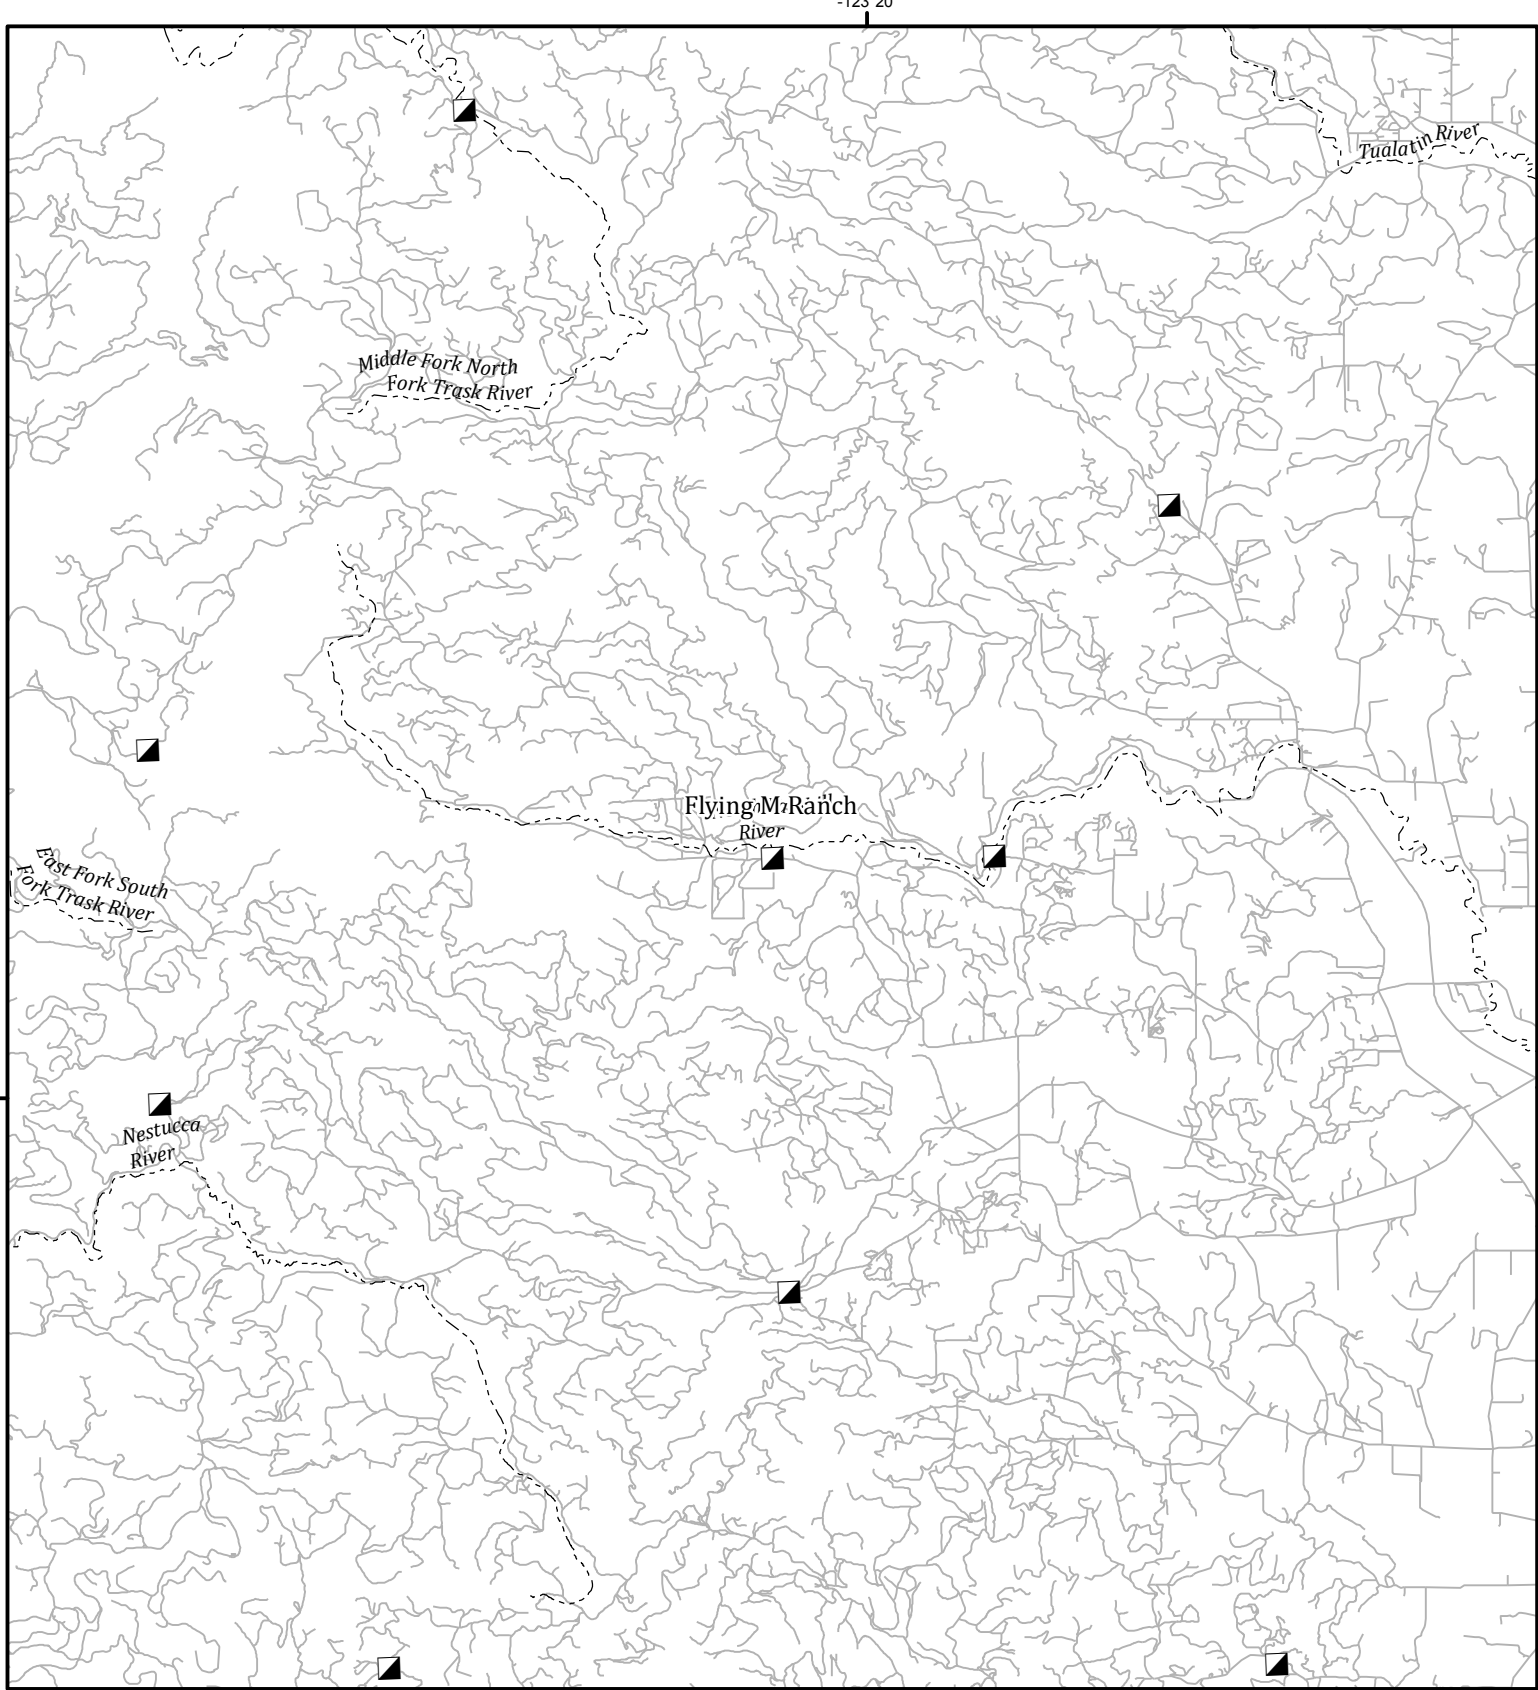 -123 20
Tualatin River
Middle Fork North
Fork Trask River
Flying M Ranch
River
East Fork South
Fork Trask River
Nestucca
River